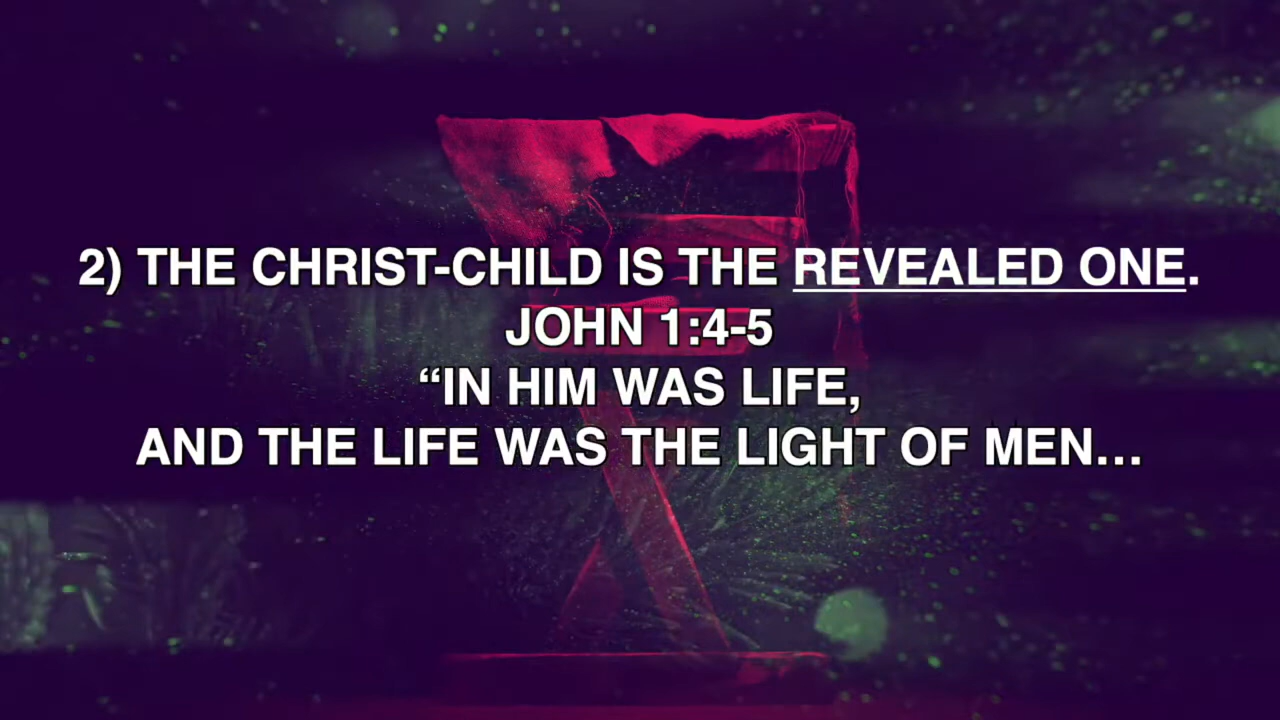 2) THE CHRIST-CHILD IS THE REVEALED ONE.
JOHN 1:4-5
“IN HIM WAS LIFE,
AND THE LIFE WAS THE LIGHT OF MEN…